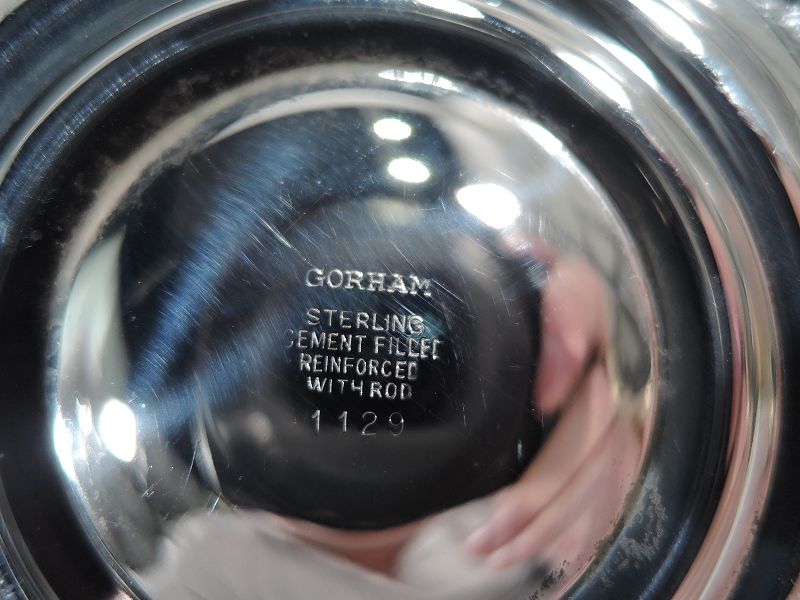 GORHAM
STERLING
CEMENT FILLED
REINFORCED
WITH ROD
1129